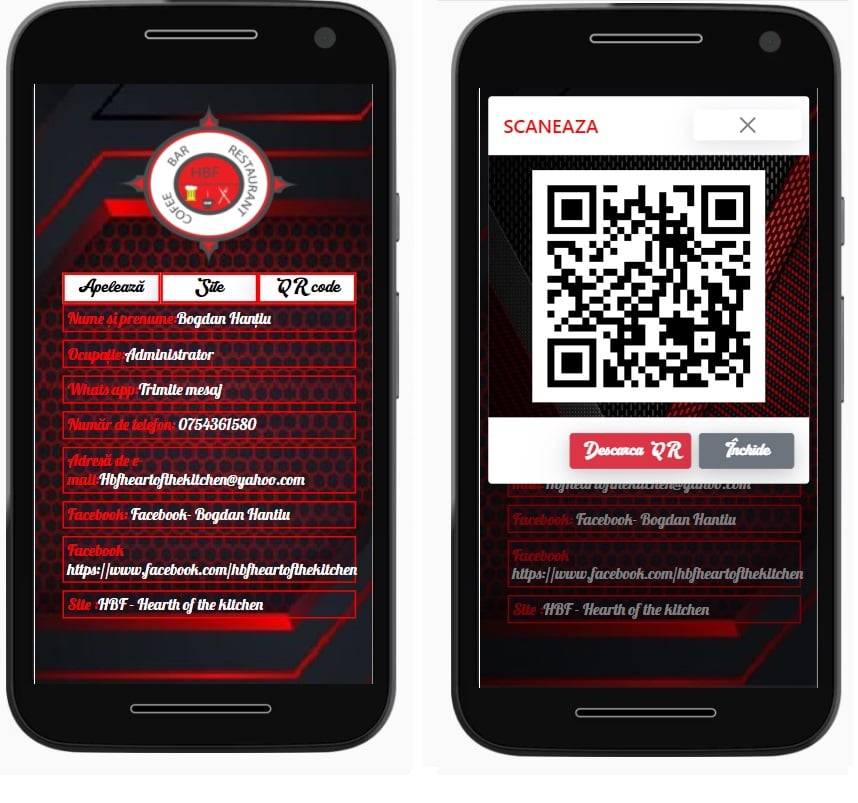 BAR
RESTAURANT
COFEE
HBF
Apelează
Site
QR code
Nume și prenume:Bogdan Hanțiu
Ocupație:Administrator
Whats app:Trimite mesaj
Număr de telefon: 0754361580
Adresă de e-
mail:Hbfheartofthekitchen@yahoo.com
Facebook: Facebook- Bogdan Hantiu
Facebook
https://www.facebook.com/hbfheartofthekitchen
Site :HBF - Hearth of the kitchen
SCANEAZA
Descarca QR
Închide
mail:Hbfheartofthekitchen@yahoo.com
Facebook: Facebook- Bogdan Hantiu
Facebook
https://www.facebook.com/hbfheartofthekitchen
Site :HBF - Hearth of the kitchen